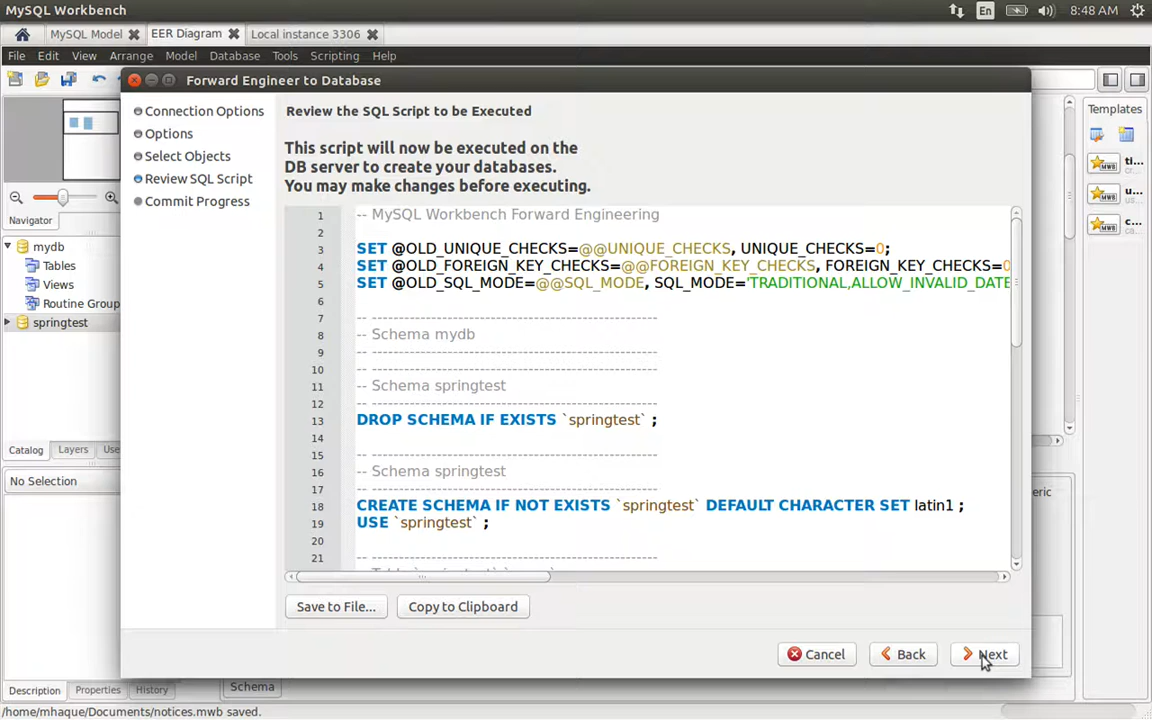 MySQL Workbench
En
8:48 AM
MySQL Model
EER Diagram
Local instance 3306
File Edit View Arrange Model Database Tools Scripting Help
Forward Engineer to Database
Connection Options
Options
Select Objects
Review SQL Script
Commit Progress
Review the SQL Script to be Executed
This script will now be executed on the
DB server to create your databases.
You may make changes before executing.
1 -- MySQL Workbench Forward Engineering
2
3 SET @OLD_UNIQUE_CHECKS=@@UNIQUE_CHECKS, UNIQUE_CHECKS=0;
4 SET @OLD_FOREIGN_KEY_CHECKS=@@FOREIGN_KEY_CHECKS, FOREIGN_KEY_CHECKS=0
5 SET @OLD_SQL_MODE=@@SQL_MODE, SQL_MODE='TRADITIONAL,ALLOW_INVALID_DATE
6
7 -- -----------------------------------------------------
8 -- Schema mydb
9 -- -----------------------------------------------------
10 -- -----------------------------------------------------
11 -- Schema springtest
12 -- -----------------------------------------------------
13 DROP SCHEMA IF EXISTS `springtest` ;
14
15 -- -----------------------------------------------------
16 -- Schema springtest
17 -- -----------------------------------------------------
18 CREATE SCHEMA IF NOT EXISTS `springtest` DEFAULT CHARACTER SET latin1 ;
19 USE `springtest` ;
20
21 -- -----------------------------------------------------
Save to File...
Copy to Clipboard
Cancel
Back
Next
Navigator
mydb
Tables
Views
Routine Group
springtest
Catalog Layers Use
No Selection
Description Properties History
Schema
Templates
ti...
cr...
u...
us...
c...
ca...
eric
/home/mhaque/Documents/notices.mwb saved.